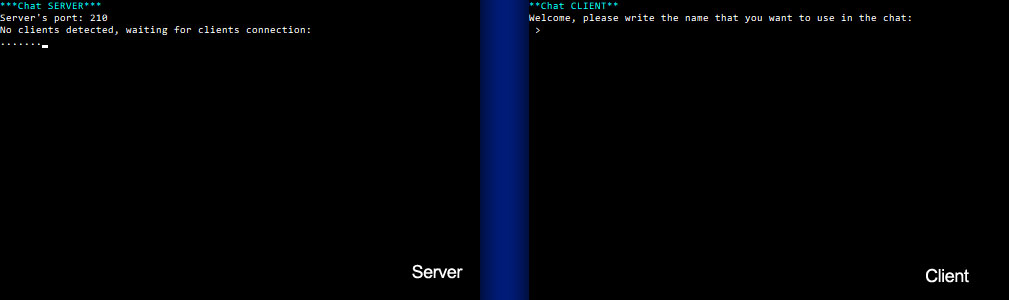 ***Chat SERVER***
Server's port: 210
No clients detected, waiting for clients connection:
.......
Server
**Chat CLIENT**
Welcome, please write the name that you want to use in the chat:
>
Client